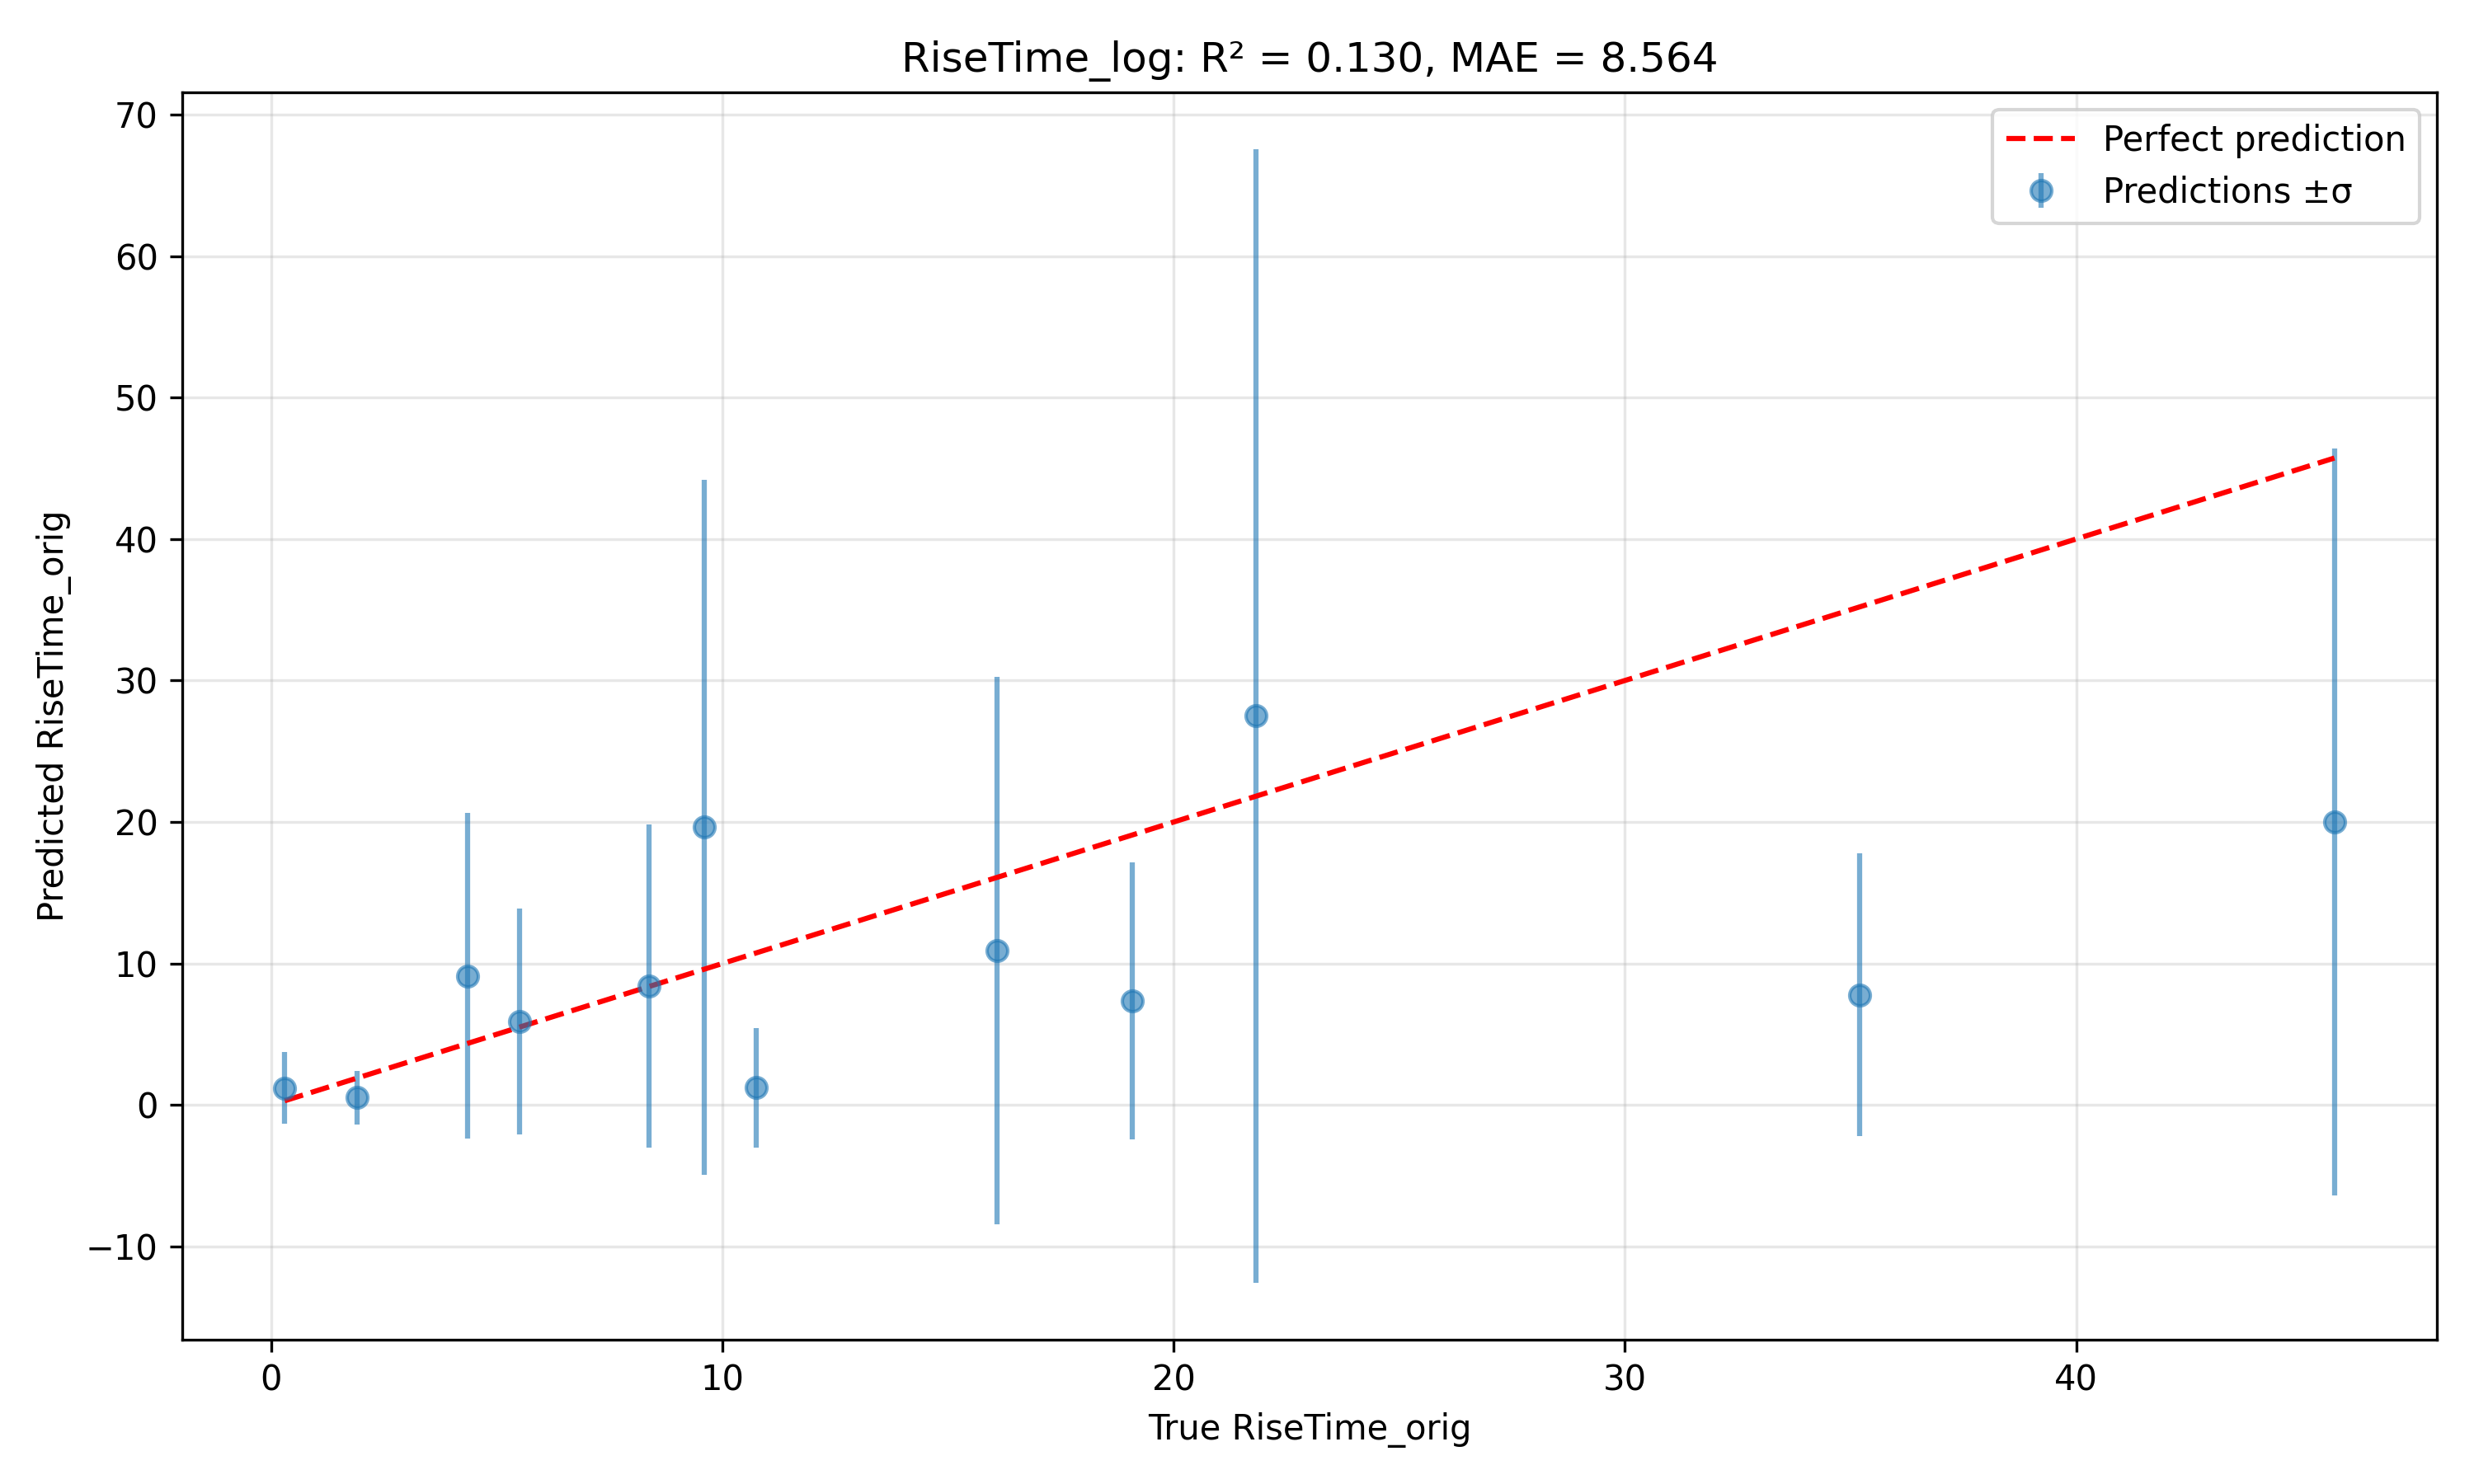 RiseTime_log: R² = 0.130, MAE = 8.564
70
60
50
40
30
20
10
0
−10
Predicted RiseTime_orig
Perfect prediction
Predictions ±σ
0 10 20 30 40
True RiseTime_orig